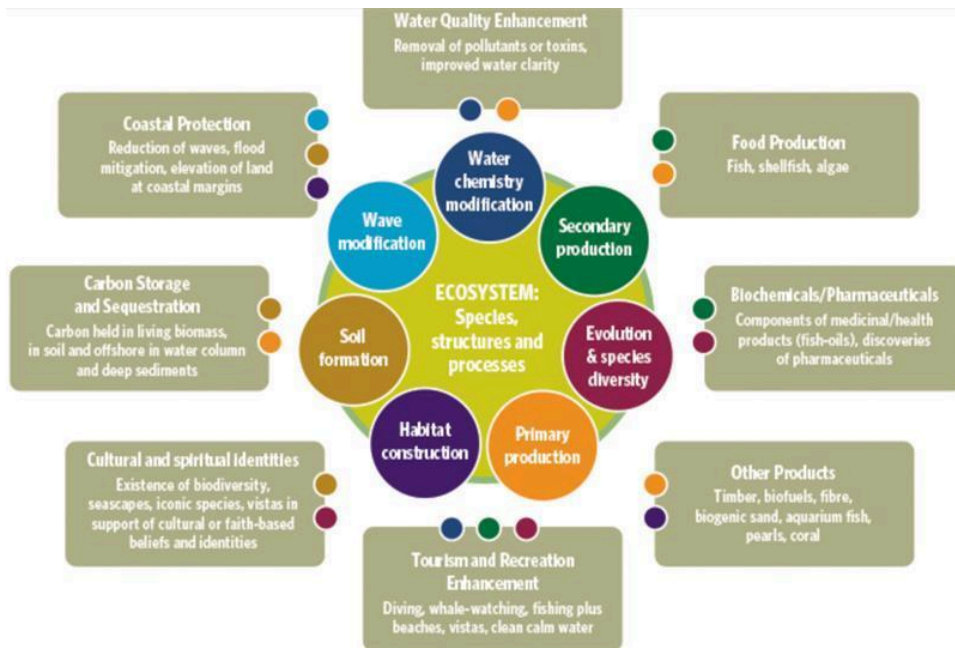 Water Quality Enhancement
Removal of pollutants or toxins,
improved water clarity
Coastal Protection
Reduction of waves, flood
mitigation, elevation of land
at coastal margins
Food Production
Fish, shellfish, algae
Water
chemistry
modification
Wave
modification
Secondary
production
Carbon Storage
and Sequestration
Carbon held in living biomass,
in soil and offshore in water column
and deep sediments
ECOSYSTEM:
Species,
structures and
processes
Soil
formation
Evolution
& species
diversity
Biochemicals/Pharmaceuticals
Components of medicinal/health
products (fish-oils), discoveries
of pharmaceuticals
Habitat
construction
Primary
production
Cultural and spiritual identities
Existence of biodiversity,
seascapes, iconic species, vistas in
support of cultural or faith-based
beliefs and identities
Other Products
Timber, biofuels, fibre,
biogenic sand, aquarium fish,
pearls, coral
Tourism and Recreation
Enhancement
Diving, whale-watching, fishing plus
beaches, vistas, clean calm water